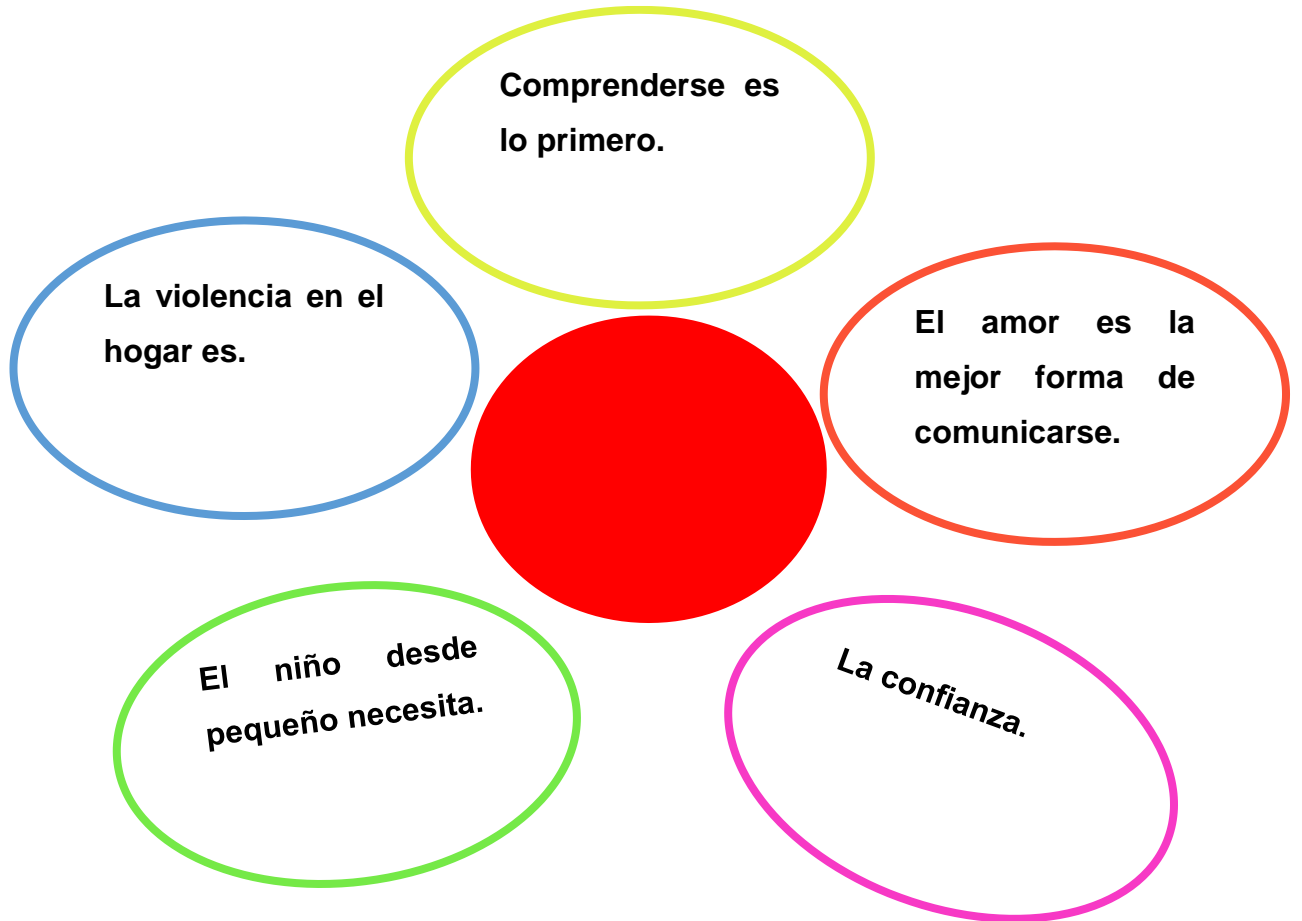 Comprenderse es
lo primero.
La violencia en el
hogar es.
El amor es la
mejor forma de
comunicarse.
El niño desde
pequeño necesita.
La confianza.